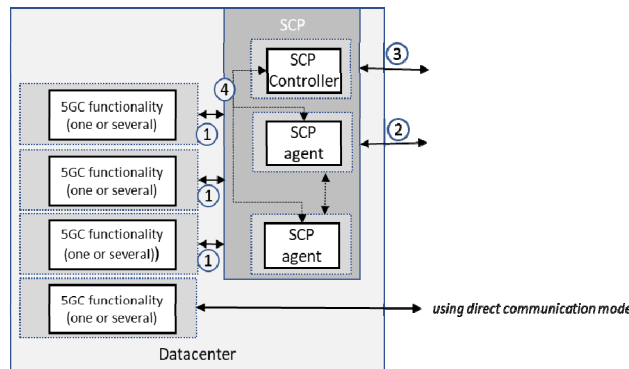 SCP
SCP
Controller
3
4
5GC functionality
(one or several)
1
SCP
agent
2
5GC functionality
(one or several)
1
5GC functionality
(one or several))
1
SCP
agent
5GC functionality
(one or several)
using direct communication mode
Datacenter